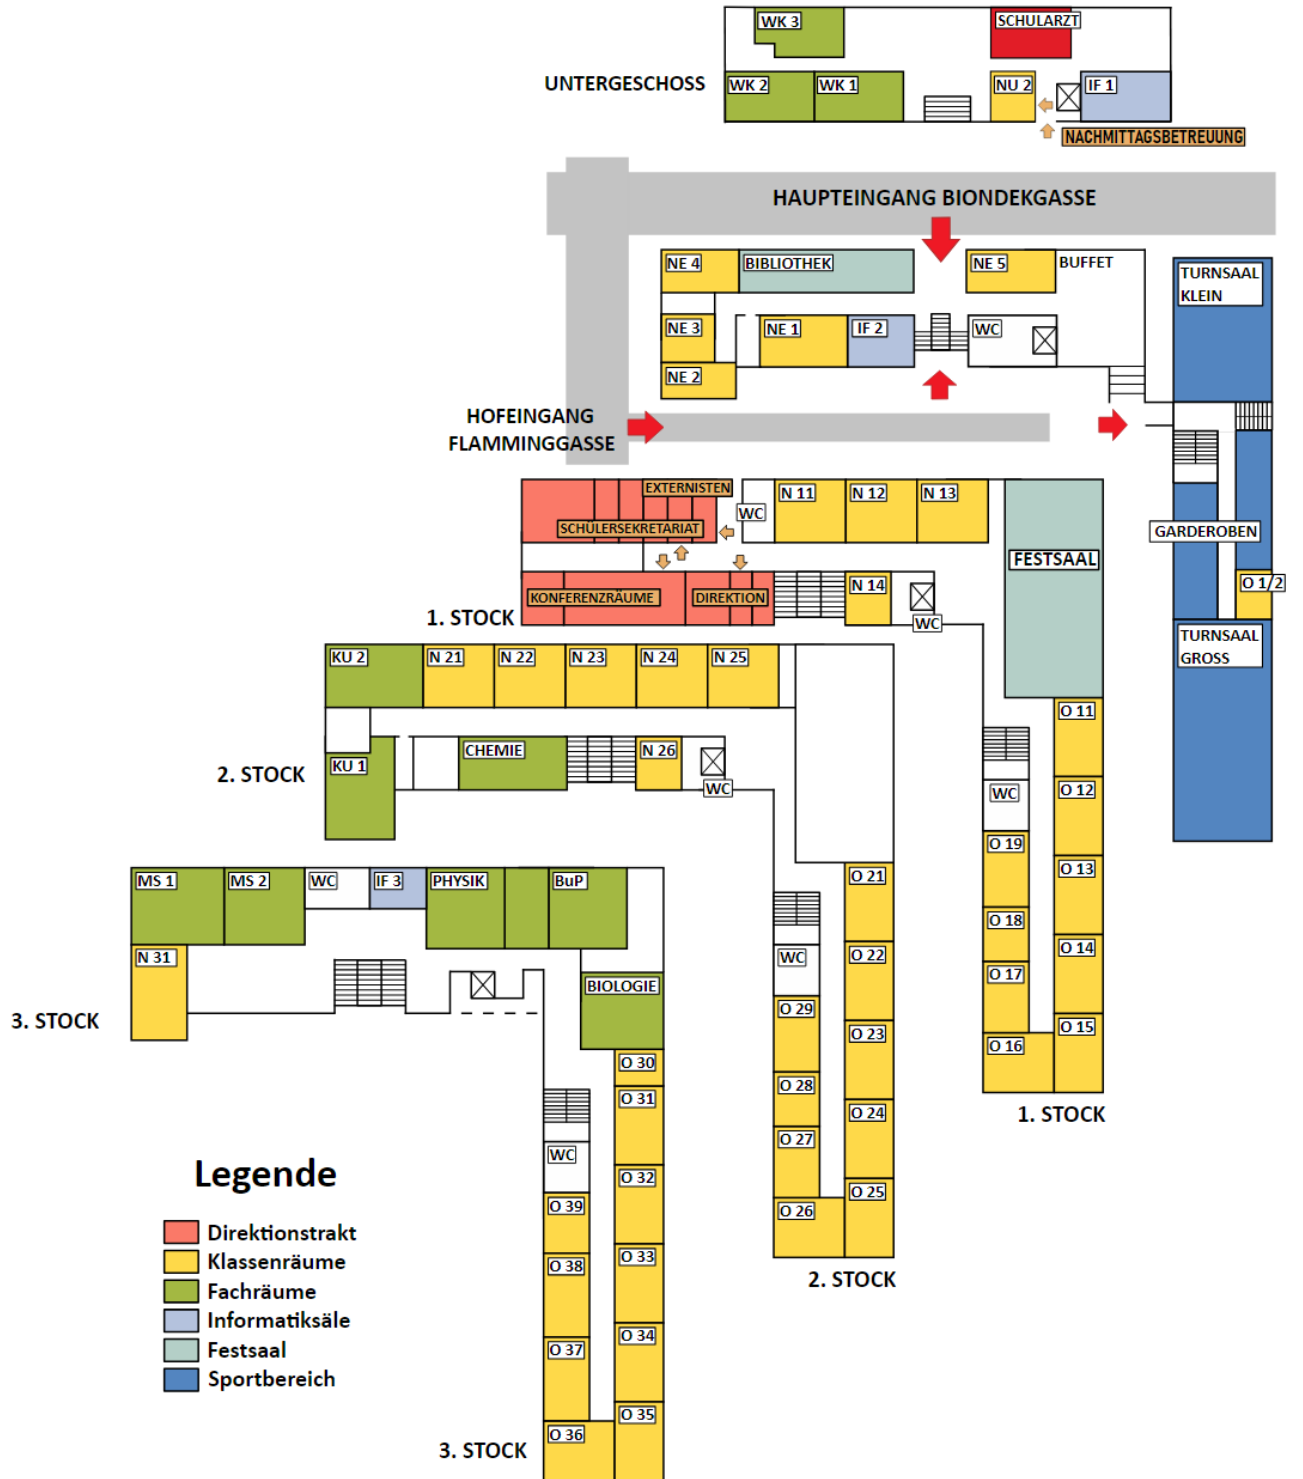 WK 3
SCHULARZT
UNTERGESCHOSS
WK 2
WK 1
NU 2
IF 1
NACHMITTAGSBETREUUNG
HAUPTEINGANG BIONDEKGASSE
NE 4
BIBLIOTHEK
NE 5
BUFFET
TURNSAAL
KLEIN
NE 3
NE 1
IF 2
WC
NE 2
HOFEINGANG
FLAMMINGGASSE
EXTERNISTEN
SCHÜLERSEKRETARIAT
WC
N 11
N 12
N 13
FESTSAAL
GARDEROBEN
O 1/2
KONFERENZRÄUME
DIREKTION
N 14
WC
1. STOCK
TURNSAAL
GROSS
KU 2
N 21
N 22
N 23
N 24
N 25
O 11
KU 1
CHEMIE
N 26
WC
2. STOCK
WC
O 12
O 19
O 13
O 18
O 14
O 17
O 15
O 16
1. STOCK
MS 1
MS 2
WC
IF 3
PHYSIK
BuP
O 21
N 31
BIOLOGIE
WC
O 22
3. STOCK
O 29
O 23
O 28
O 24
O 27
O 25
O 26
2. STOCK
O 30
O 31
WC
O 32
O 39
O 33
O 38
O 34
O 37
O 35
O 36
3. STOCK
Legende
Direktionstrakt
Klassenräume
Fachräume
Informatiksäle
Festsaal
Sportbereich